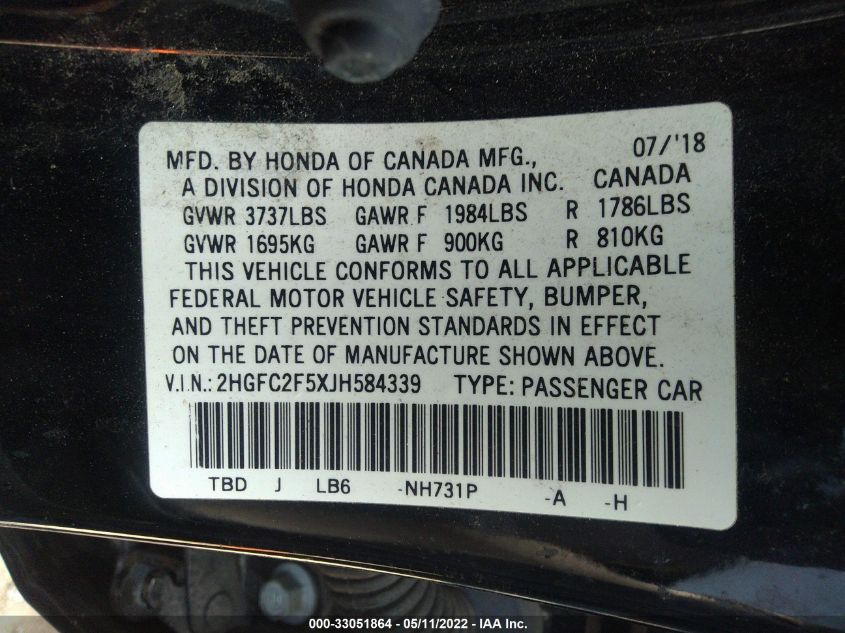 MFD. BY HONDA OF CANADA MFG., 07/'18
A DIVISION OF HONDA CANADA INC. CANADA
GVWR 3737LBS GAWR F 1984LBS R 1786LBS
GVWR 1695KG GAWR F 900KG R 810KG
THIS VEHICLE CONFORMS TO ALL APPLICABLE
FEDERAL MOTOR VEHICLE SAFETY, BUMPER,
AND THEFT PREVENTION STANDARDS IN EFFECT
ON THE DATE OF MANUFACTURE SHOWN ABOVE.
V.I.N.: 2HGFC2F5XJH584339 TYPE: PASSENGER CAR
TBD J LB6 -NH731P -A -H
000-33051864 - 05/11/2022 - IAA Inc.